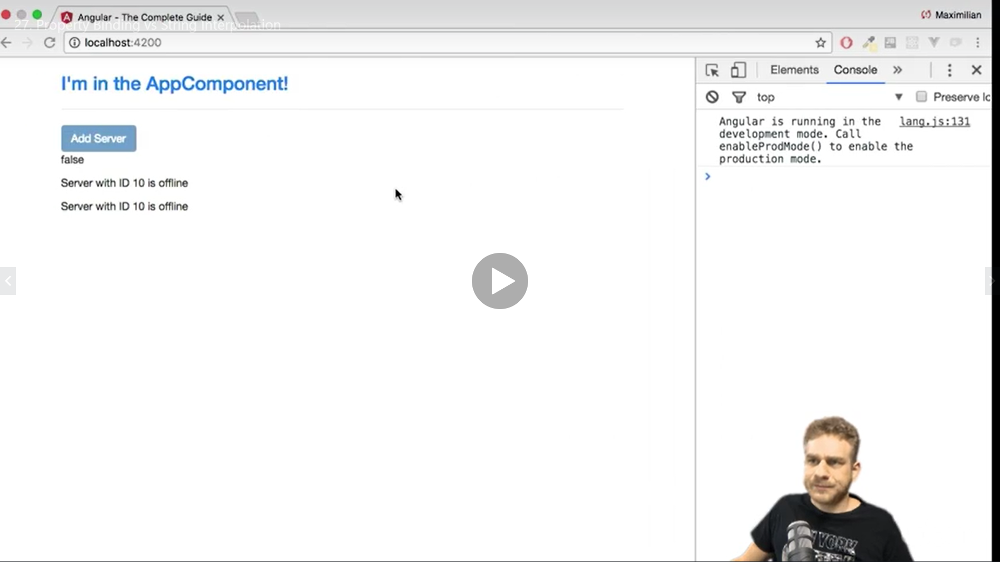 Angular - The Complete Guide
Maximilian
27. Property Binding vs String Interpolation
localhost:4200
I'm in the AppComponent!
Elements Console
top
Preserve lo
Add Server
false
Server with ID 10 is offline
Server with ID 10 is offline
Angular is running in the lang.js:131
development mode. Call
enableProdMode() to enable the
production mode.
YORK